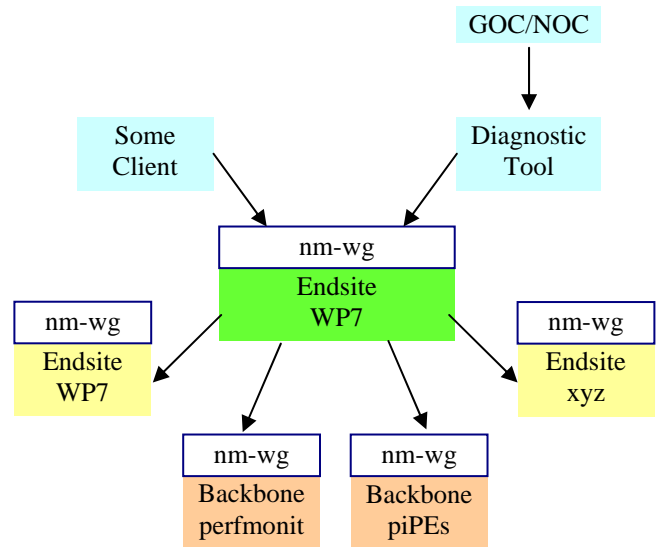 GOC/NOC
Some
Client
Diagnostic
Tool
nm-wg
Endsite
WP7
nm-wg
Endsite
WP7
nm-wg
Endsite
xyz
nm-wg
Backbone
perfmonit
nm-wg
Backbone
piPEs